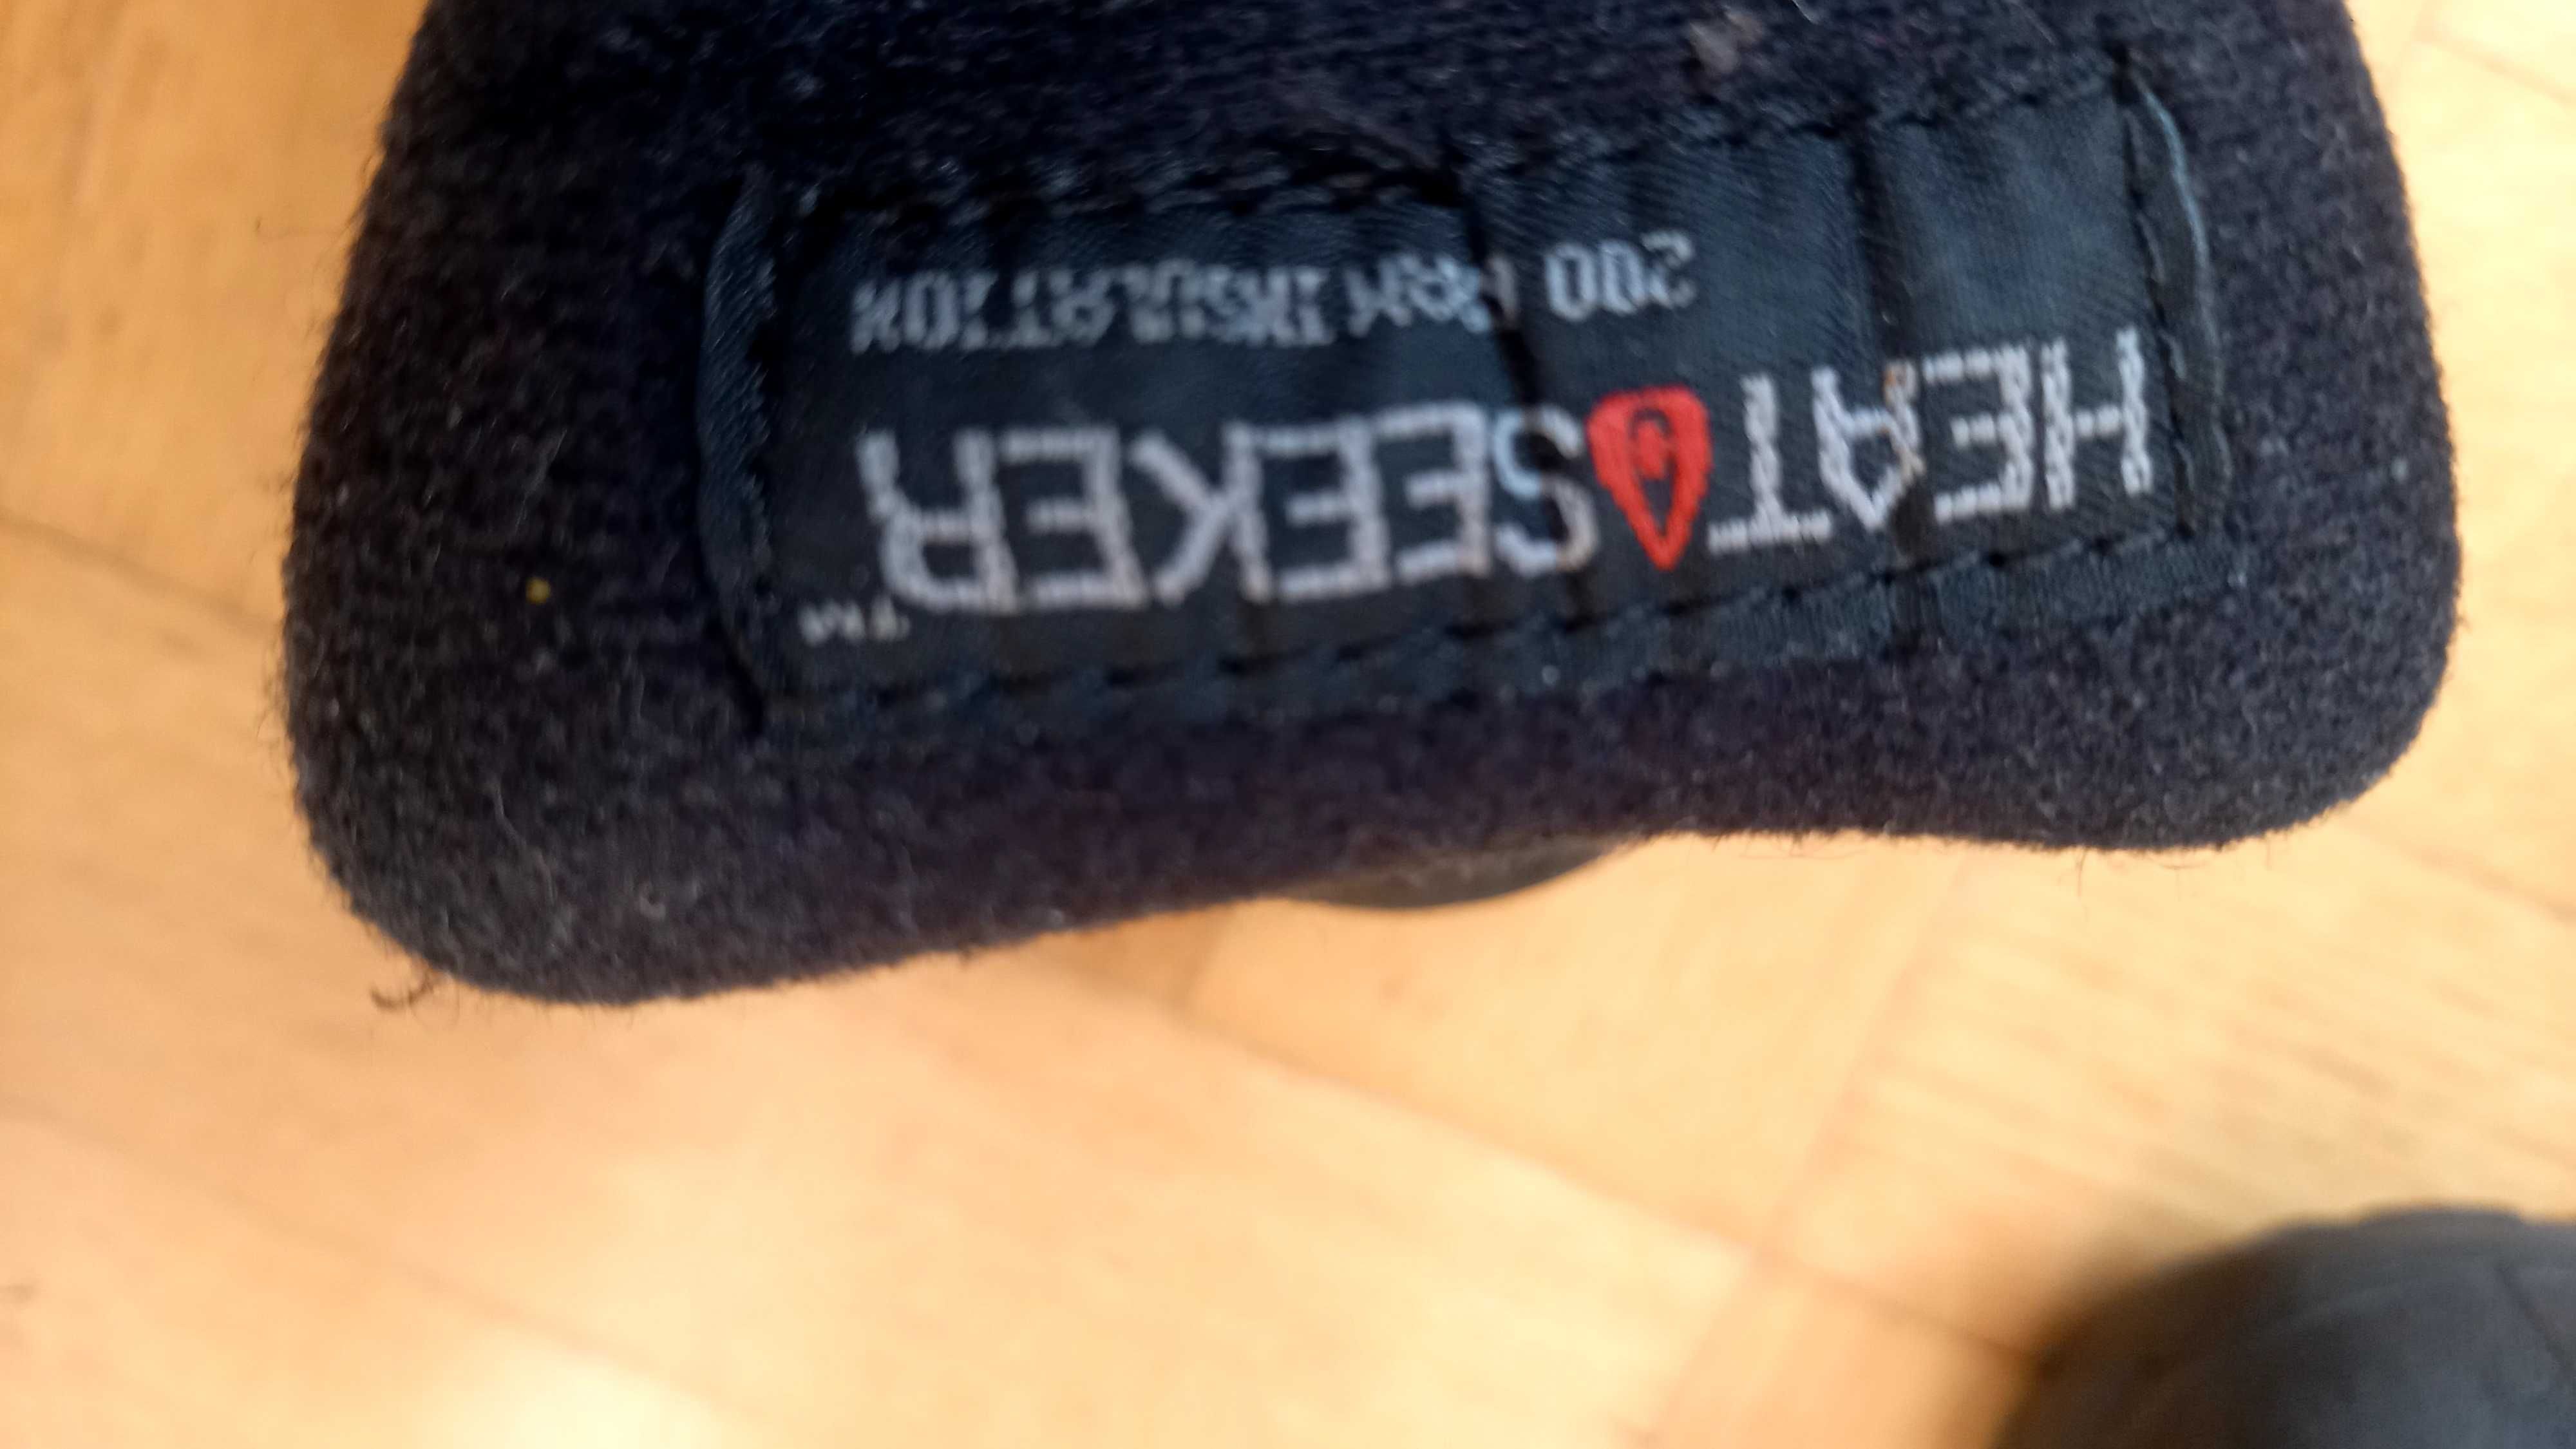 HEAT SEEKER™
200 GRAM INSULATION